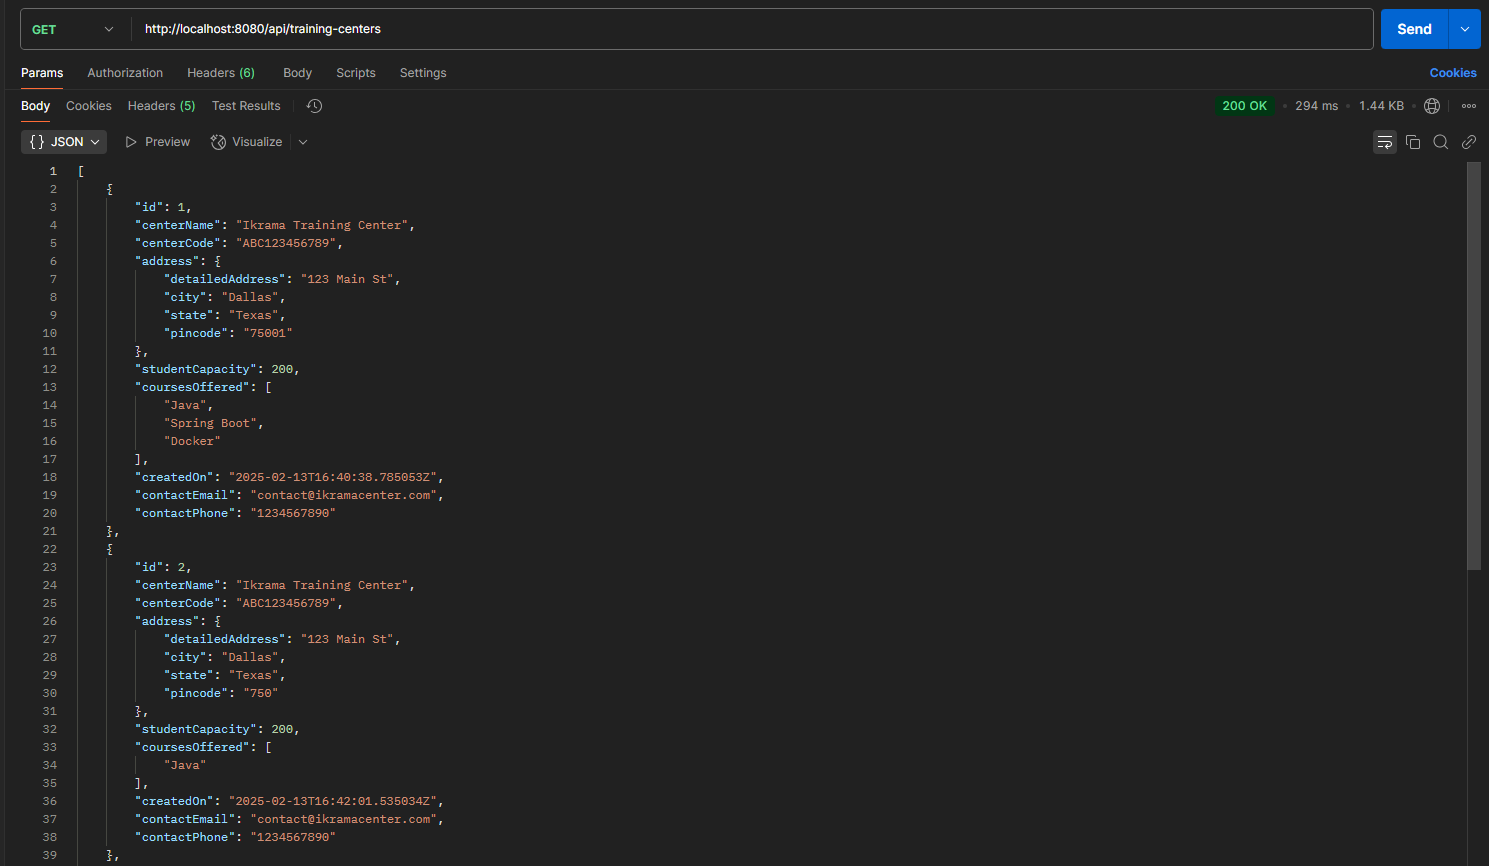 GET http://localhost:8080/api/training-centers Send
Params Authorization Headers (6) Body Scripts Settings Cookies
Body Cookies Headers (5) Test Results 200 OK • 294 ms • 1.44 KB •
{} JSON Preview Visualize
1 [
2 {
3 "id": 1,
4 "centerName": "Ikrama Training Center",
5 "centerCode": "ABC123456789",
6 "address": {
7 "detailedAddress": "123 Main St",
8 "city": "Dallas",
9 "state": "Texas",
10 "pincode": "75001"
11 },
12 "studentCapacity": 200,
13 "coursesOffered": [
14 "Java",
15 "Spring Boot",
16 "Docker"
17 ],
18 "createdOn": "2025-02-13T16:40:38.785053Z",
19 "contactEmail": "contact@ikramacenter.com",
20 "contactPhone": "1234567890"
21 },
22 {
23 "id": 2,
24 "centerName": "Ikrama Training Center",
25 "centerCode": "ABC123456789",
26 "address": {
27 "detailedAddress": "123 Main St",
28 "city": "Dallas",
29 "state": "Texas",
30 "pincode": "750"
31 },
32 "studentCapacity": 200,
33 "coursesOffered": [
34 "Java"
35 ],
36 "createdOn": "2025-02-13T16:42:01.535034Z",
37 "contactEmail": "contact@ikramacenter.com",
38 "contactPhone": "1234567890"
39 },